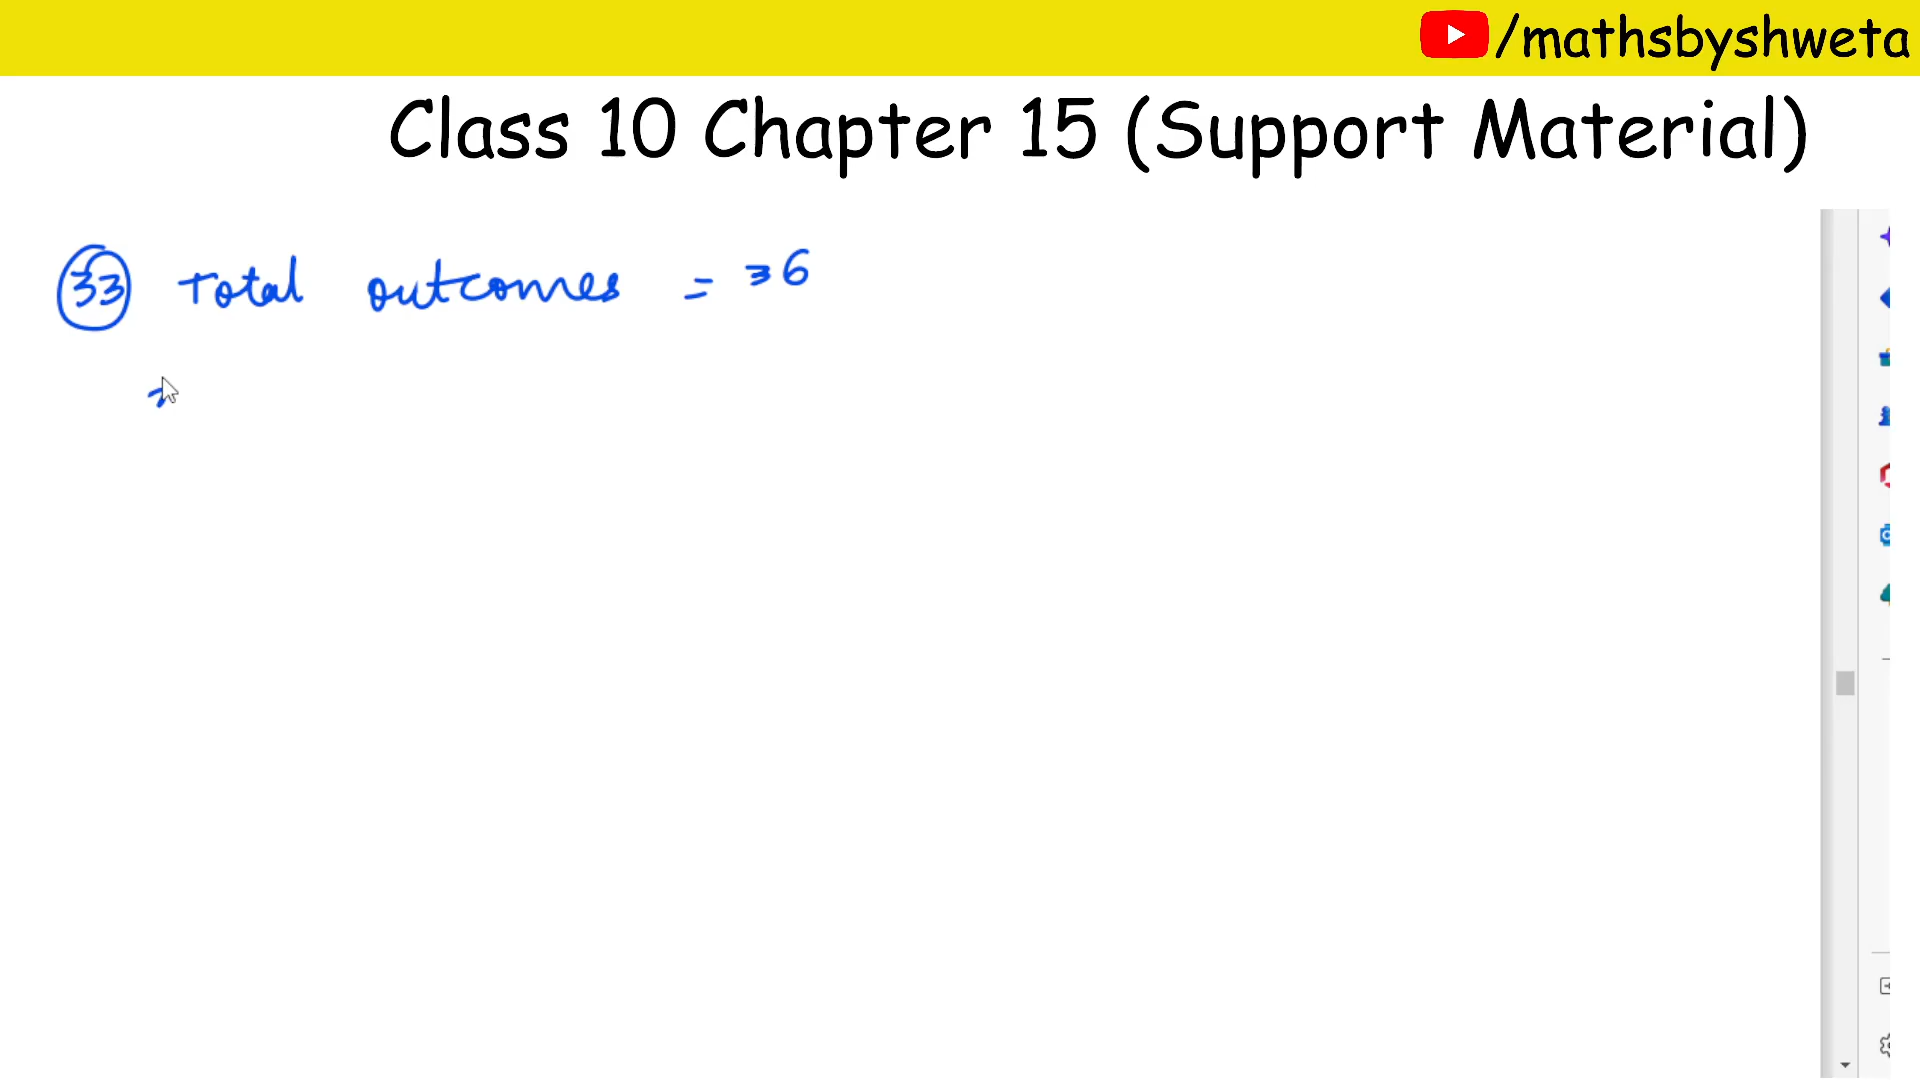 /mathsbyshweta
Class 10 Chapter 15 (Support Material)
33 Total outcomes = 36